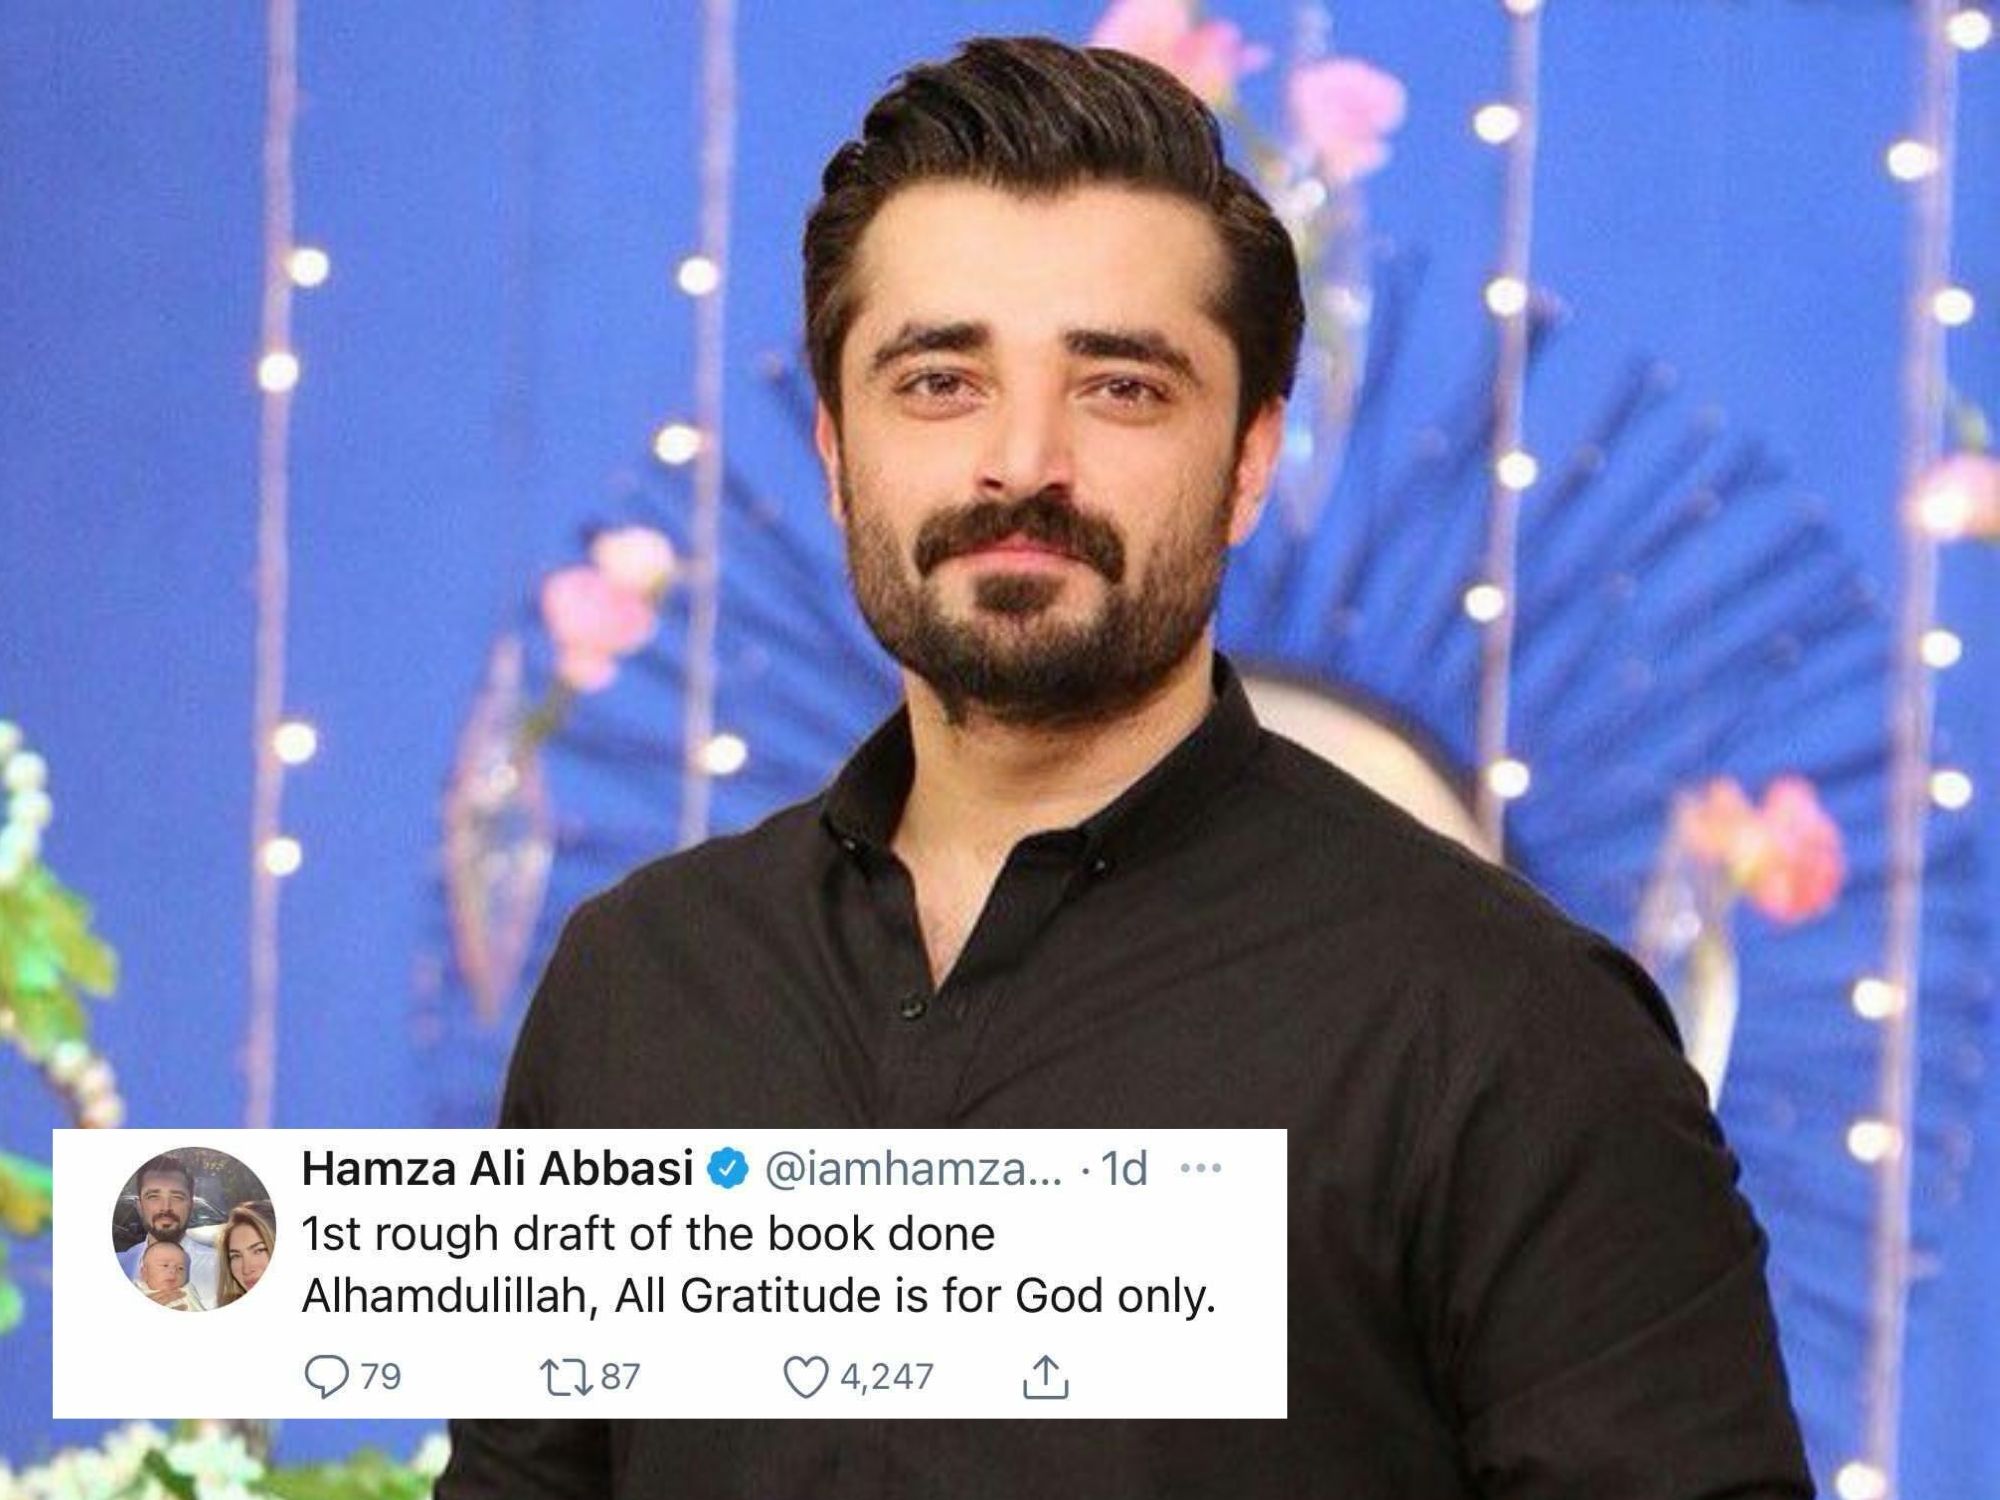 Hamza Ali Abbasi @iamhamza... · 1d ...
1st rough draft of the book done
Alhamdulillah, All Gratitude is for God only.
79 87 4,247